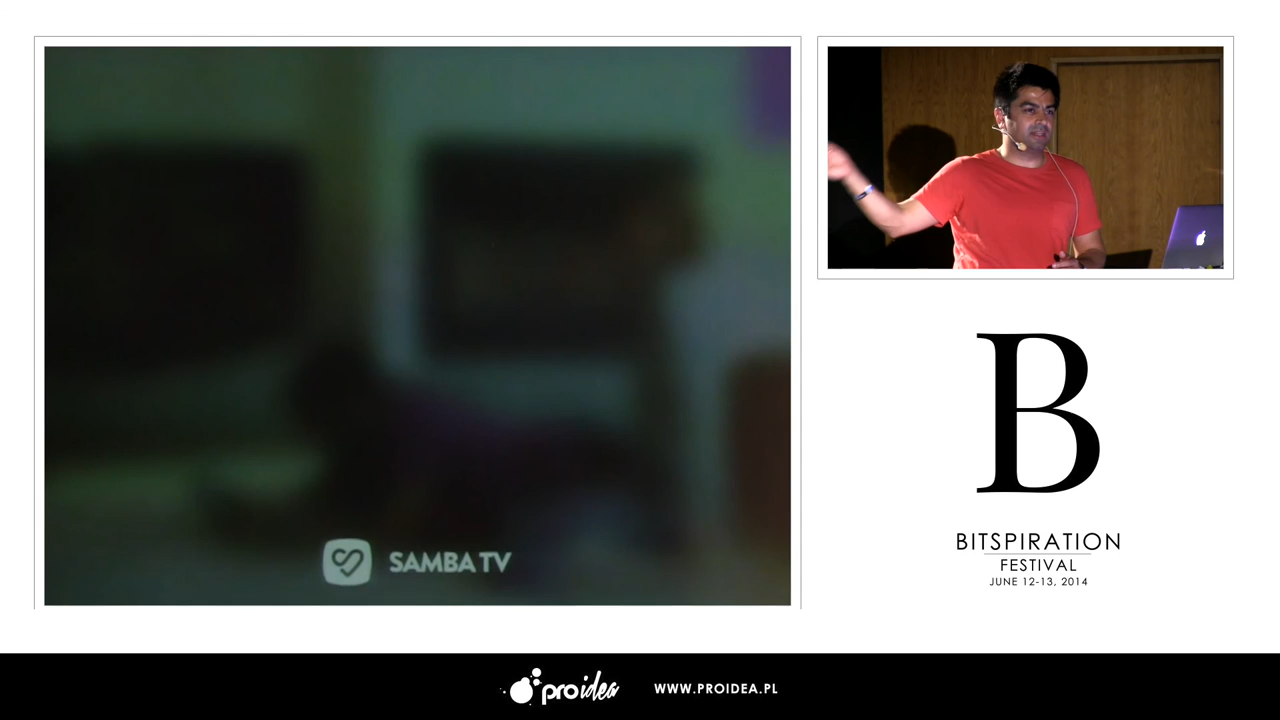 SAMBA TV
B
BITSPIRATION
FESTIVAL
JUNE 12-13, 2014
proidea
WWW.PROIDEA.PL